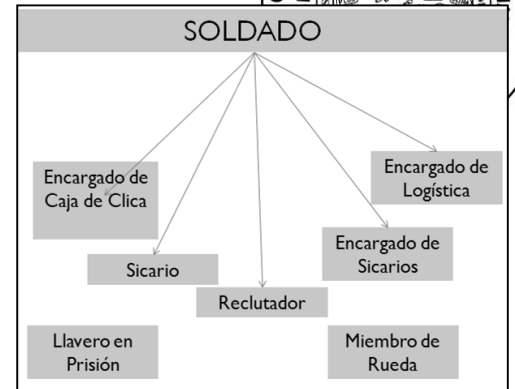 SOLDADO
Encargado de
Caja de Clica
Encargado de
Logística
Sicario
Encargado de
Sicarios
Reclutador
Llavero en
Prisión
Miembro de
Rueda